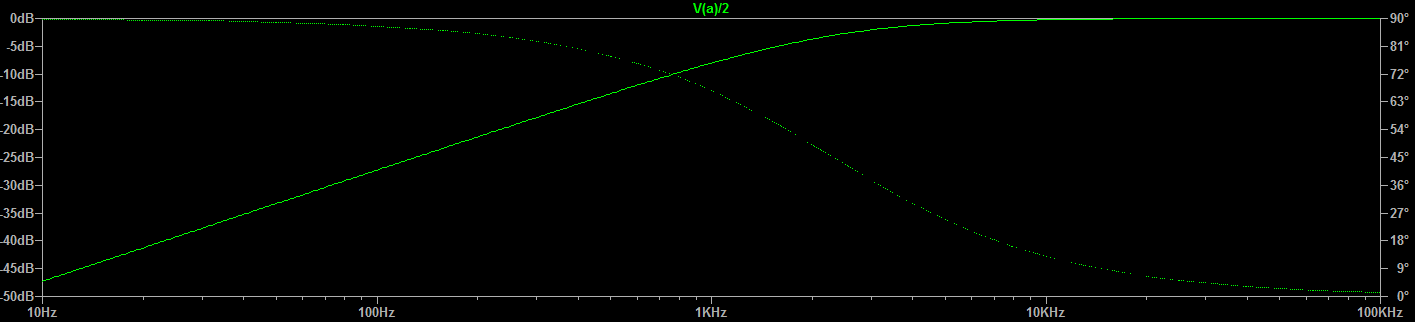 V(a)/2
0dB
-5dB
-10dB
-15dB
-20dB
-25dB
-30dB
-35dB
-40dB
-45dB
-50dB
90°
81°
72°
63°
54°
45°
36°
27°
18°
9°
0°
10Hz 100Hz 1KHz 10KHz 100KHz